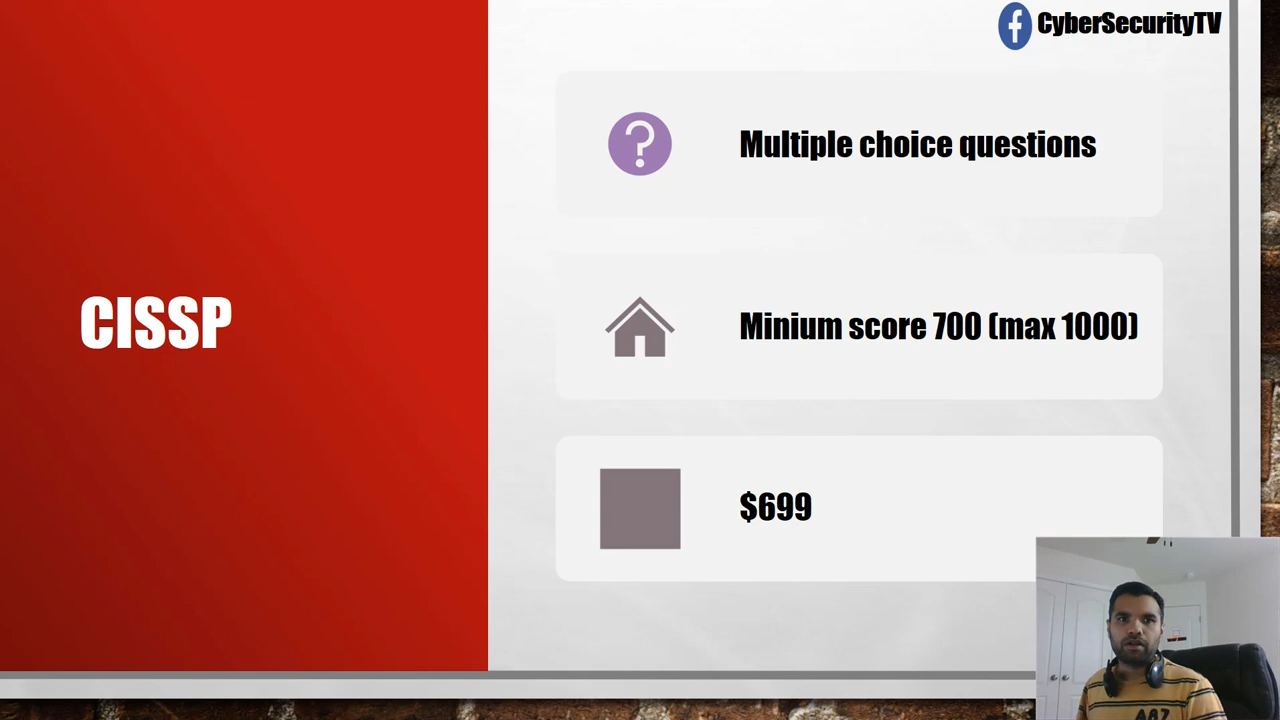 CyberSecurityTV
Multiple choice questions
CISSP
Minium score 700 (max 1000)
$699